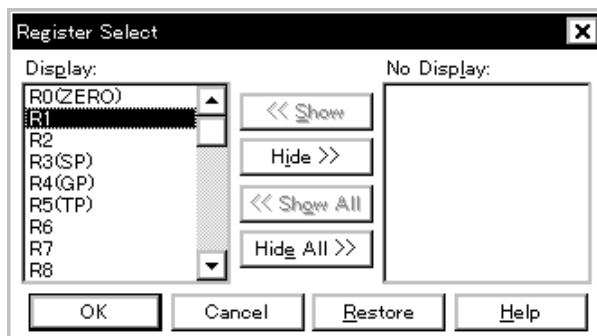 Register Select
Display:
No Display:
R0(ZERO)
R1
R2
R3(SP)
R4(GP)
R5(TP)
R6
R7
R8
<< Show
Hide >>
<< Show All
Hide All >>
OK
Cancel
Restore
Help